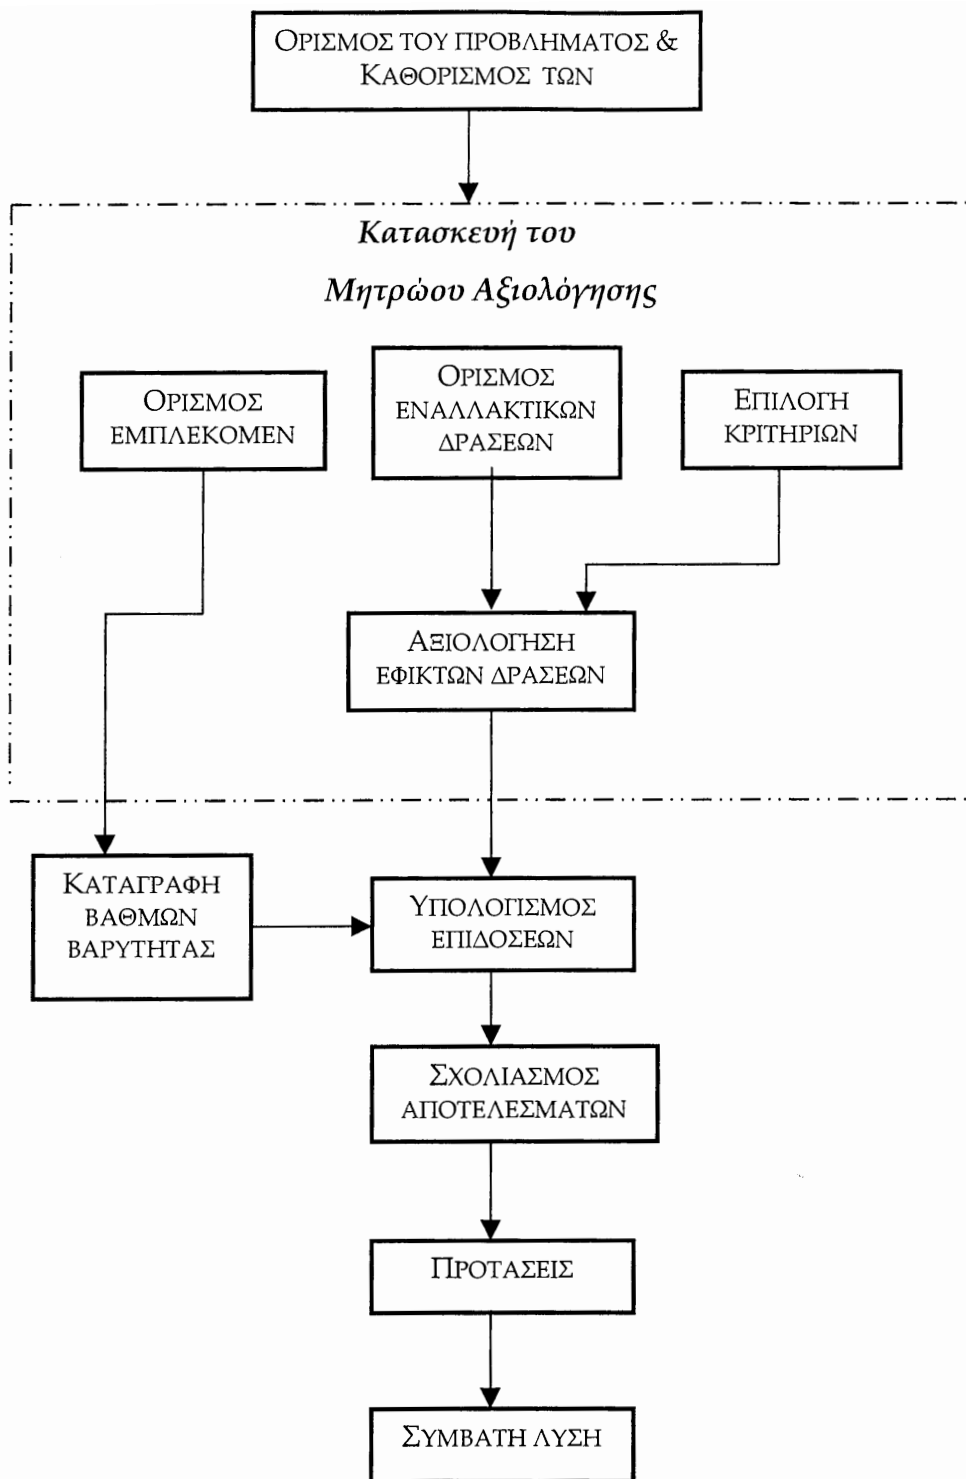 ΟΡΙΣΜΟΣ ΤΟΥ ΠΡΟΒΛΗΜΑΤΟΣ &
ΚΑΘΟΡΙΣΜΟΣ ΤΩΝ
Κατασκευή του
Μητρώου Αξιολόγησης
ΟΡΙΣΜΟΣ
ΕΜΠΛΕΚΟΜΕΝ
ΟΡΙΣΜΟΣ
ΕΝΑΛΛΑΚΤΙΚΩΝ
ΔΡΑΣΕΩΝ
ΕΠΙΛΟΓΗ
ΚΡΙΤΗΡΙΩΝ
ΑΞΙΟΛΟΓΗΣΗ
ΕΦΙΚΤΩΝ ΔΡΑΣΕΩΝ
ΚΑΤΑΓΡΑΦΗ
ΒΑΘΜΩΝ
ΒΑΡΥΤΗΤΑΣ
ΥΠΟΛΟΓΙΣΜΟΣ
ΕΠΙΔΟΣΕΩΝ
ΣΧΟΛΙΑΣΜΟΣ
ΑΠΟΤΕΛΕΣΜΑΤΩΝ
ΠΡΟΤΑΣΕΙΣ
ΣΥΜΒΑΤΗ ΛΥΣΗ